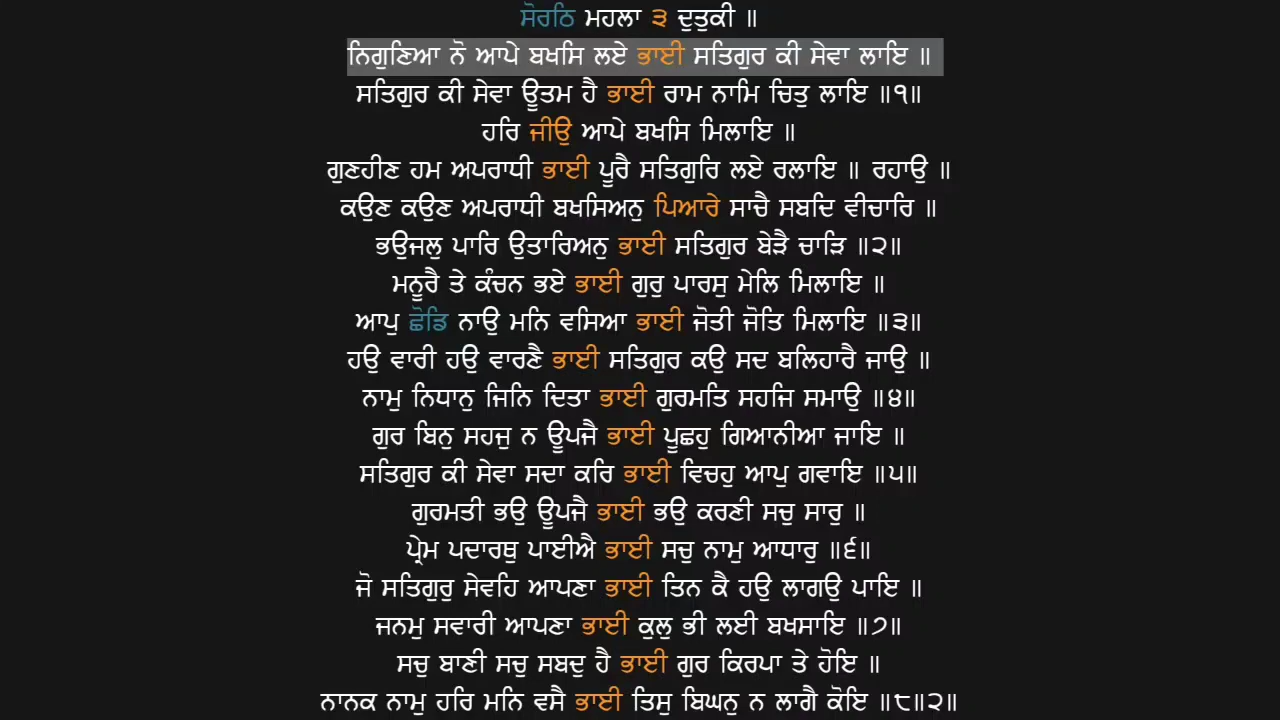 ਸੋਰਠਿ ਮਹਲਾ ੩ ਦੁਤੁਕੀ ॥
ਨਿਗੁਣਿਆ ਨੋ ਆਪੇ ਬਖਸਿ ਲਏ ਭਾਈ ਸਤਿਗੁਰ ਕੀ ਸੇਵਾ ਲਾਇ ॥
ਸਤਿਗੁਰ ਕੀ ਸੇਵਾ ਊਤਮ ਹੈ ਭਾਈ ਰਾਮ ਨਾਮਿ ਚਿਤੁ ਲਾਇ ॥੧॥
ਹਰਿ ਜੀਉ ਆਪੇ ਬਖਸਿ ਮਿਲਾਇ ॥
ਗੁਣਹੀਣ ਹਮ ਅਪਰਾਧੀ ਭਾਈ ਪੂਰੈ ਸਤਿਗੁਰਿ ਲਏ ਰਲਾਇ ॥ ਰਹਾਉ ॥
ਕਉਣ ਕਉਣ ਅਪਰਾਧੀ ਬਖਸਿਅਨੁ ਪਿਆਰੇ ਸਾਚੈ ਸਬਦਿ ਵੀਚਾਰਿ ॥
ਭਉਜਲੁ ਪਾਰਿ ਉਤਾਰਿਅਨੁ ਭਾਈ ਸਤਿਗੁਰ ਬੇੜੈ ਚਾੜਿ ॥੨॥
ਮਨੂਰੈ ਤੇ ਕੰਚਨ ਭਏ ਭਾਈ ਗੁਰੁ ਪਾਰਸੁ ਮੇਲਿ ਮਿਲਾਇ ॥
ਆਪੁ ਛੋਡਿ ਨਾਉ ਮਨਿ ਵਸਿਆ ਭਾਈ ਜੋਤੀ ਜੋਤਿ ਮਿਲਾਇ ॥੩॥
ਹਉ ਵਾਰੀ ਹਉ ਵਾਰਣੈ ਭਾਈ ਸਤਿਗੁਰ ਕਉ ਸਦ ਬਲਿਹਾਰੈ ਜਾਉ ॥
ਨਾਮੁ ਨਿਧਾਨੁ ਜਿਨਿ ਦਿਤਾ ਭਾਈ ਗੁਰਮਤਿ ਸਹਜਿ ਸਮਾਉ ॥੪॥
ਗੁਰ ਬਿਨੁ ਸਹਜੁ ਨ ਊਪਜੈ ਭਾਈ ਪੂਛਹੁ ਗਿਆਨੀਆ ਜਾਇ ॥
ਸਤਿਗੁਰ ਕੀ ਸੇਵਾ ਸਦਾ ਕਰਿ ਭਾਈ ਵਿਚਹੁ ਆਪੁ ਗਵਾਇ ॥੫॥
ਗੁਰਮਤੀ ਭਉ ਊਪਜੈ ਭਾਈ ਭਉ ਕਰਣੀ ਸਚੁ ਸਾਰੁ ॥
ਪ੍ਰੇਮ ਪਦਾਰਥੁ ਪਾਈਐ ਭਾਈ ਸਚੁ ਨਾਮੁ ਆਧਾਰੁ ॥੬॥
ਜੋ ਸਤਿਗੁਰੁ ਸੇਵਹਿ ਆਪਣਾ ਭਾਈ ਤਿਨ ਕੈ ਹਉ ਲਾਗਉ ਪਾਇ ॥
ਜਨਮੁ ਸਵਾਰੀ ਆਪਣਾ ਭਾਈ ਕੁਲੁ ਭੀ ਲਈ ਬਖਸਾਇ ॥੭॥
ਸਚੁ ਬਾਣੀ ਸਚੁ ਸਬਦੁ ਹੈ ਭਾਈ ਗੁਰ ਕਿਰਪਾ ਤੇ ਹੋਇ ॥
ਨਾਨਕ ਨਾਮੁ ਹਰਿ ਮਨਿ ਵਸੈ ਭਾਈ ਤਿਸੁ ਬਿਘਨੁ ਨ ਲਾਗੈ ਕੋਇ ॥੮॥੨॥